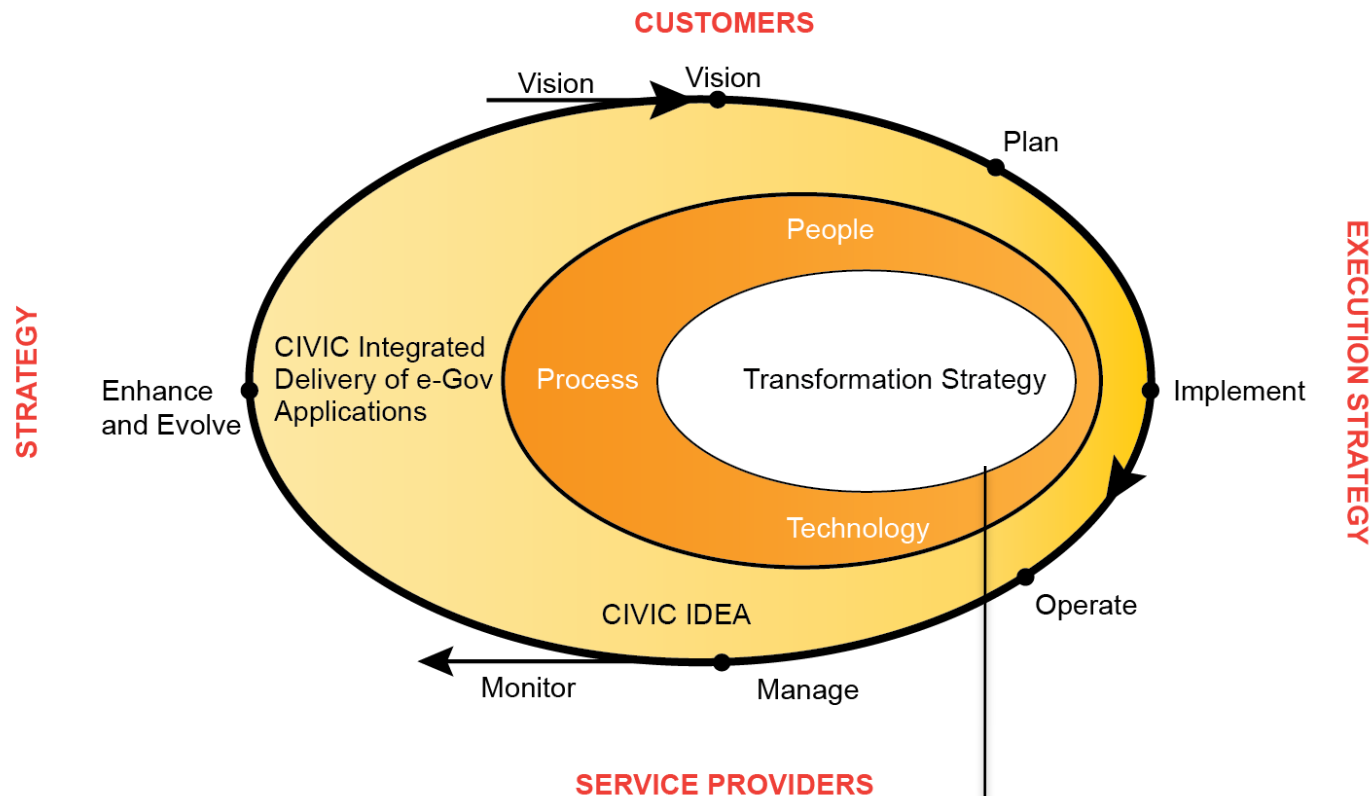 CUSTOMERS
Vision
Vision
Plan
People
EXECUTION STRATEGY
STRATEGY
CIVIC Integrated
Delivery of e-Gov
Applications
Process
Transformation Strategy
Enhance
and Evolve
Implement
Technology
Operate
CIVIC IDEA
Monitor
Manage
SERVICE PROVIDERS